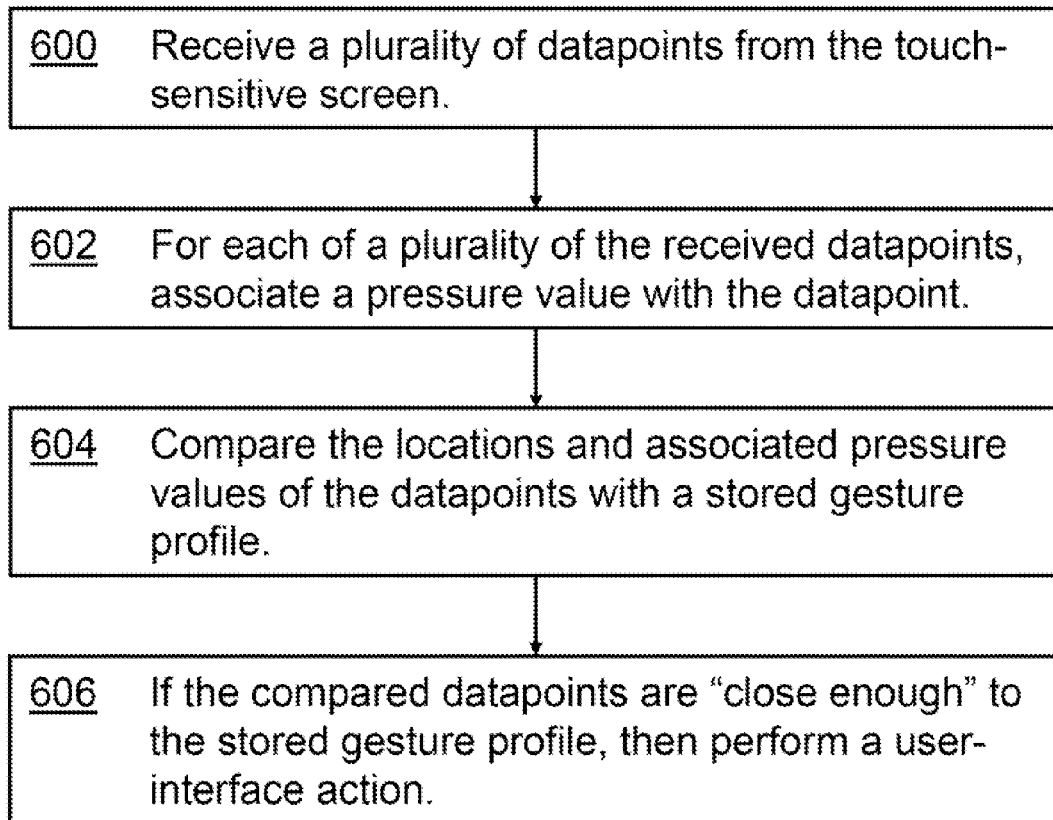 600 Receive a plurality of datapoints from the touch-
sensitive screen.
602 For each of a plurality of the received datapoints,
associate a pressure value with the datapoint.
604 Compare the locations and associated pressure
values of the datapoints with a stored gesture
profile.
606 If the compared datapoints are “close enough” to
the stored gesture profile, then perform a user-
interface action.